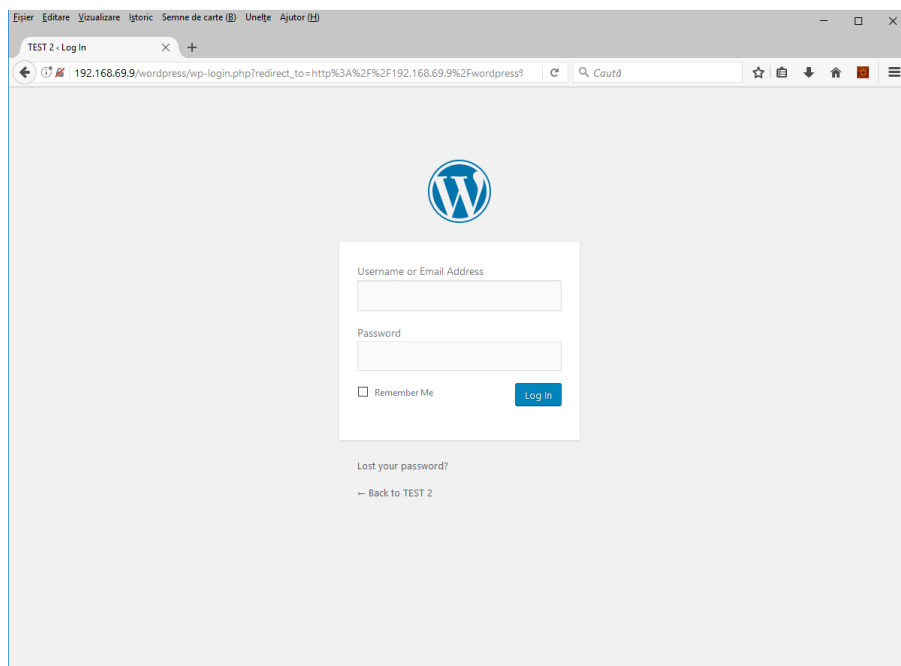 Fișier Editare Vizualizare Istoric Semne de carte (B) Unelte Ajutor (H)
TEST 2 ‹ Log In
192.168.69.9/wordpress/wp-login.php?redirect_to=http%3A%2F%2F192.168.69.9%2Fwordpress%
Caută
Username or Email Address
Password
Remember Me
Log In
Lost your password?
← Back to TEST 2